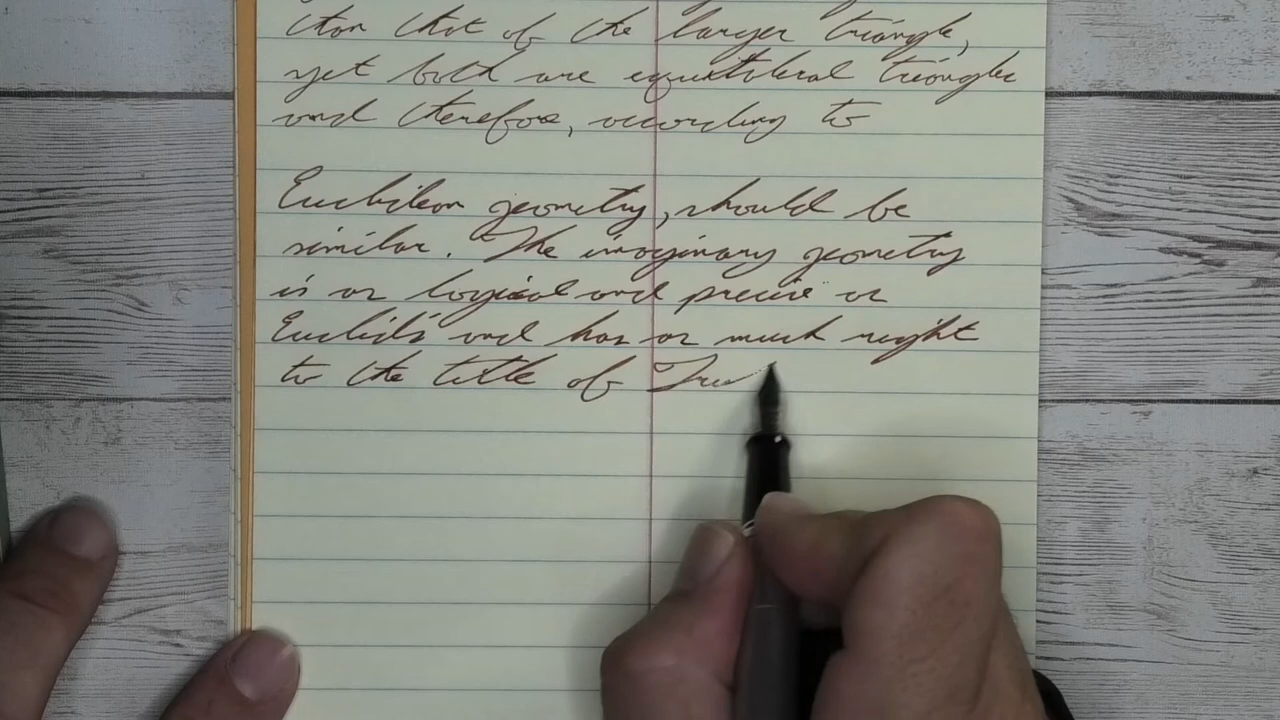 than that of the larger triangle,
yet both are equilateral triangles
and therefore, according to
Euclidean geometry, should be
similar. The imaginary geometry
is as logical and precise as
Euclid's and has as much right
to the title of Tru